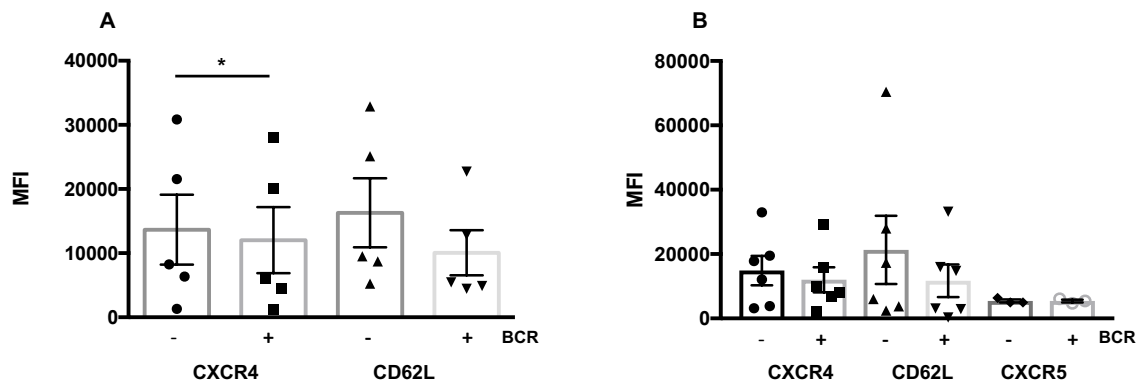 A
MFI
40000
30000
20000
10000
0
*
- + - + BCR
CXCR4 CD62L
B
MFI
80000
60000
40000
20000
0
- + - + - + BCR
CXCR4 CD62L CXCR5